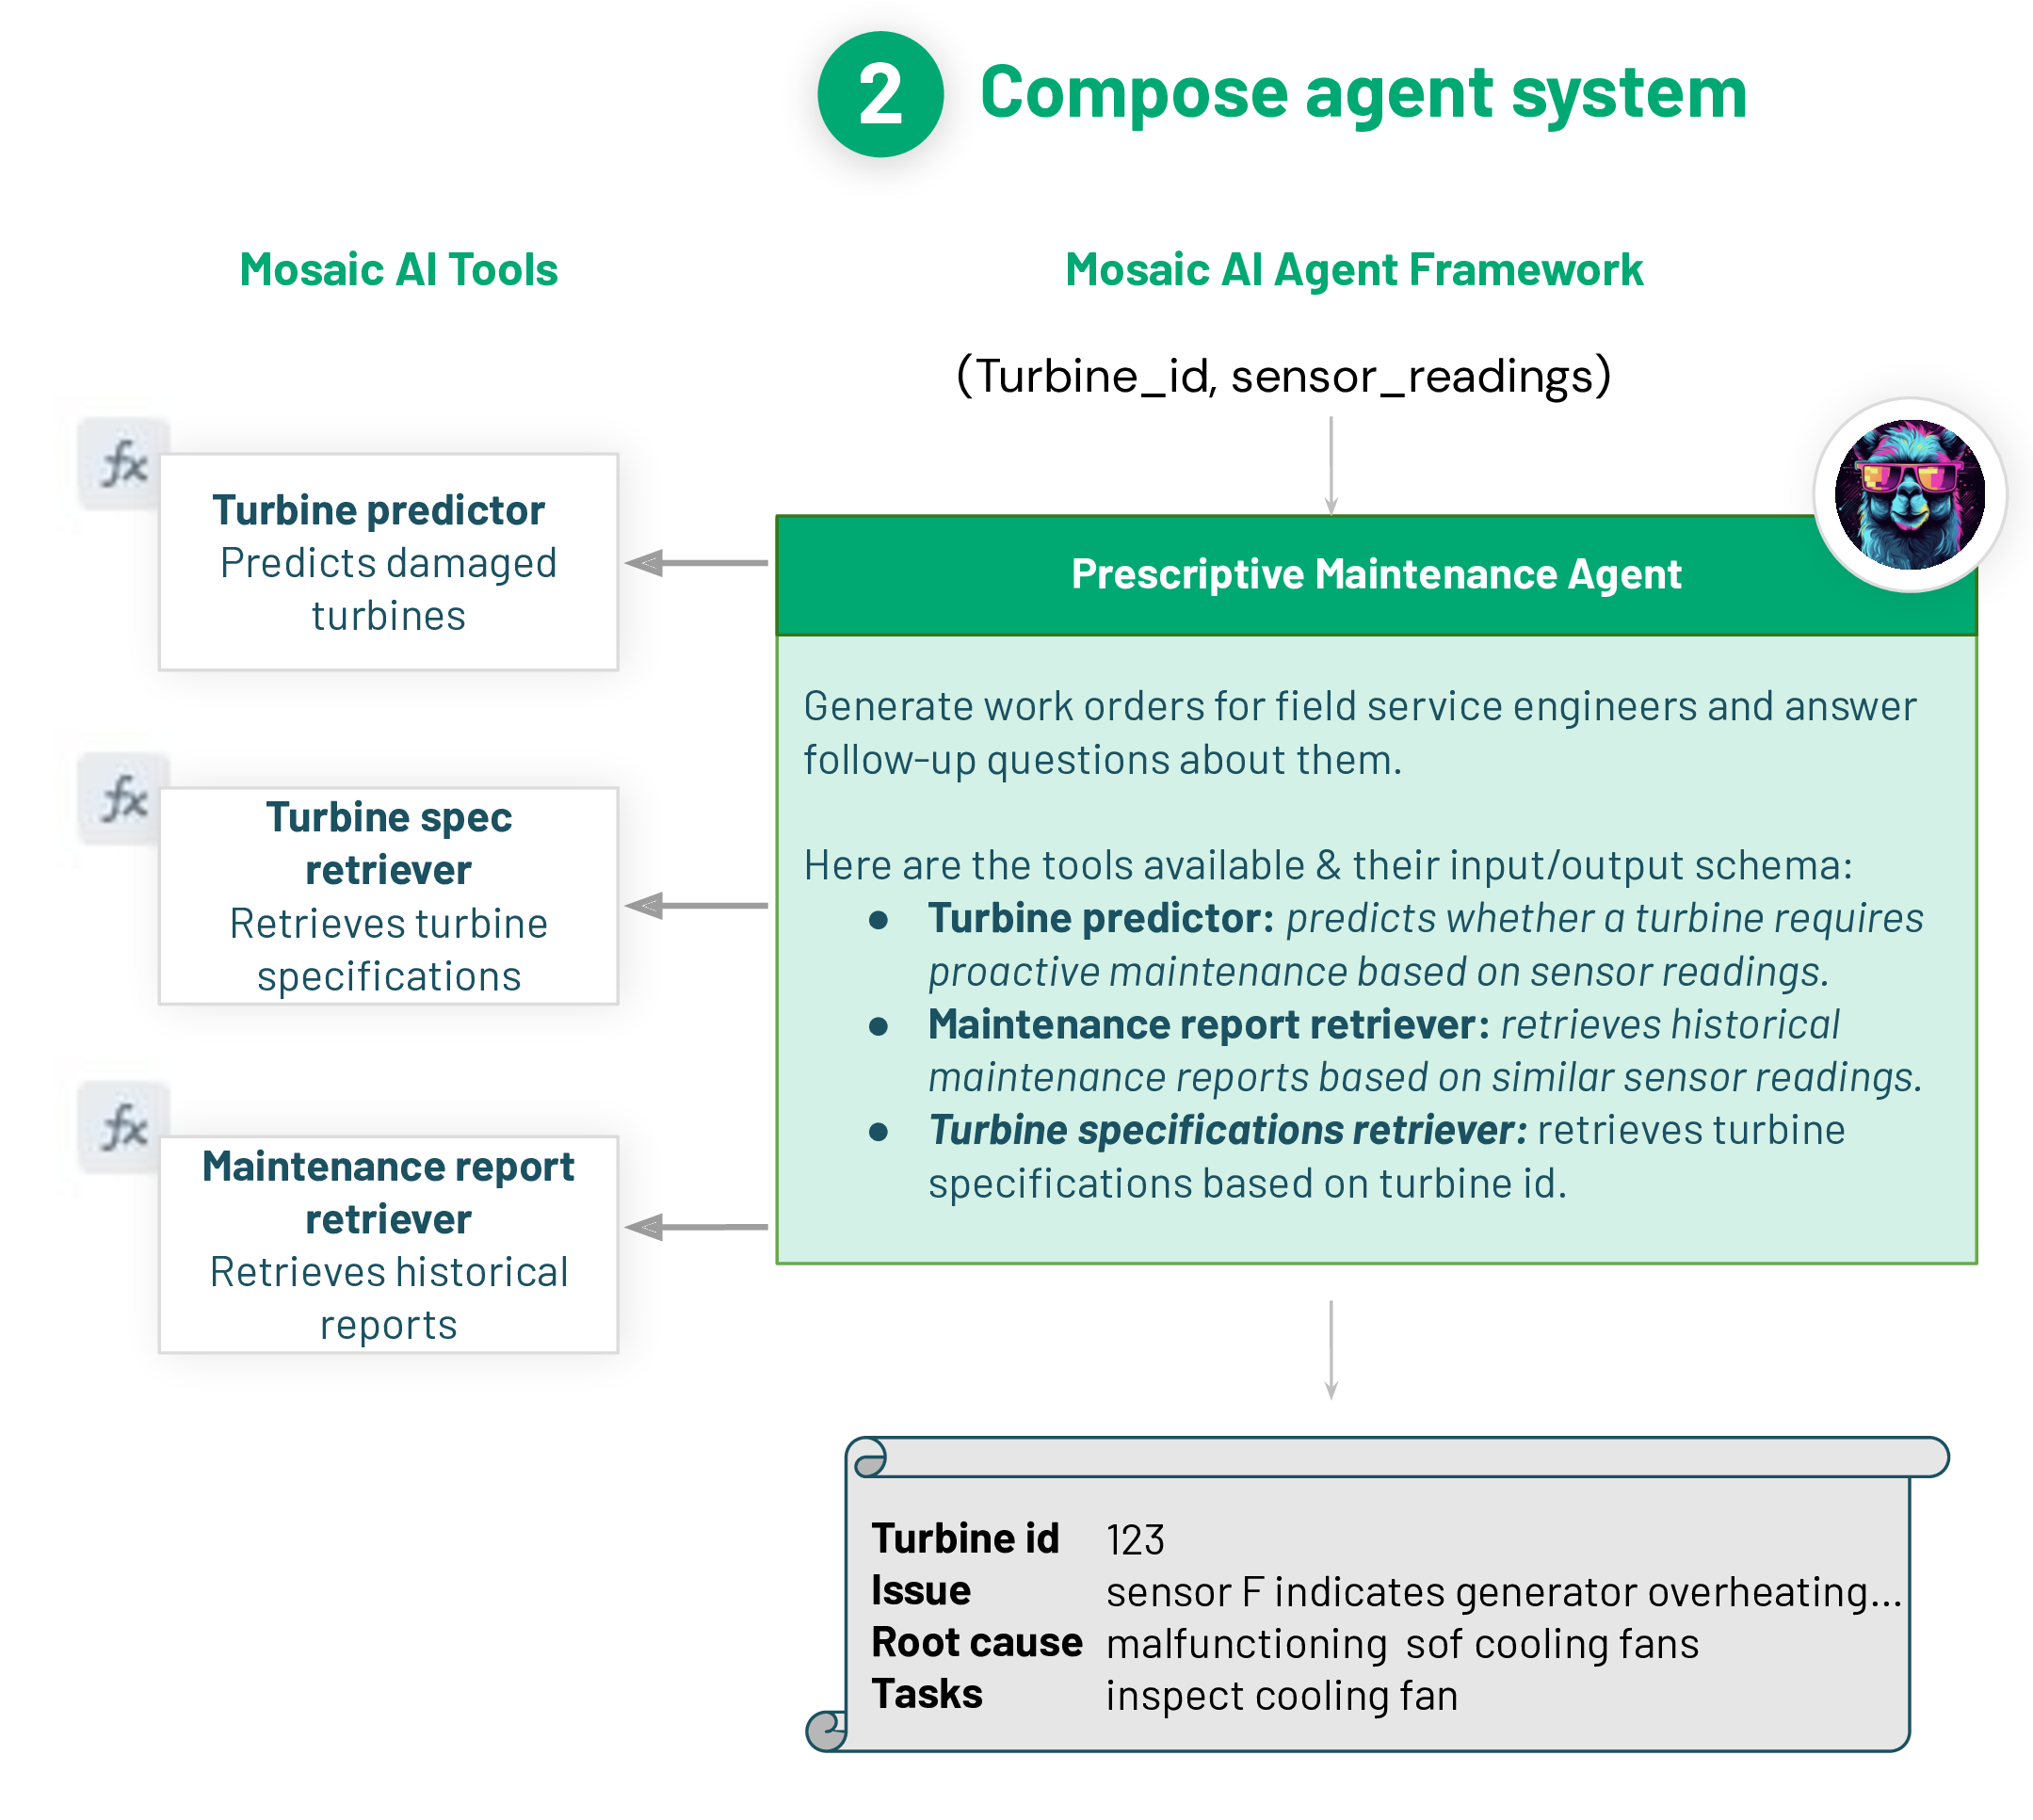 2 Compose agent system
Mosaic AI Tools
Mosaic AI Agent Framework
(Turbine_id, sensor_readings)
fx
Turbine predictor
Predicts damaged
turbines
fx
Turbine spec
retriever
Retrieves turbine
specifications
fx
Maintenance report
retriever
Retrieves historical
reports
Prescriptive Maintenance Agent
Generate work orders for field service engineers and answer
follow-up questions about them.
Here are the tools available & their input/output schema:
● Turbine predictor: predicts whether a turbine requires
proactive maintenance based on sensor readings.
● Maintenance report retriever: retrieves historical
maintenance reports based on similar sensor readings.
● Turbine specifications retriever: retrieves turbine
specifications based on turbine id.
Turbine id 123
Issue sensor F indicates generator overheating...
Root cause malfunctioning  sof cooling fans
Tasks inspect cooling fan